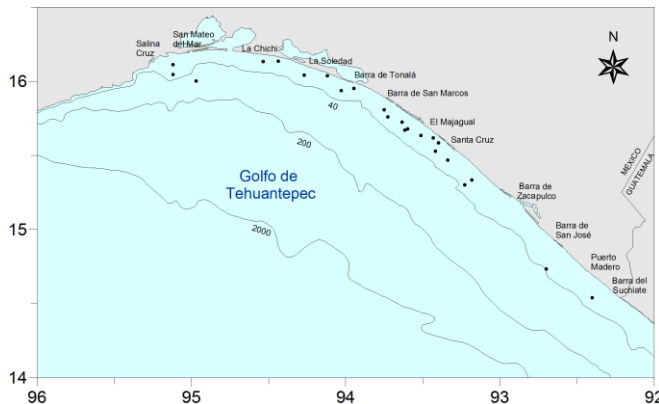 San Mateo
del Mar
Salina
Cruz
La Chichi
La Soledad
N
16
Barra de Tonalá
Barra de San Marcos
40
El Majagual
200
Santa Cruz
MÉXICO
GUATEMALA
Golfo de
Tehuantepec
Barra de
Zacapulco
15
2000
Barra de
San José
Puerto
Madero
Barra del
Suchiate
14
96
95
94
93
92